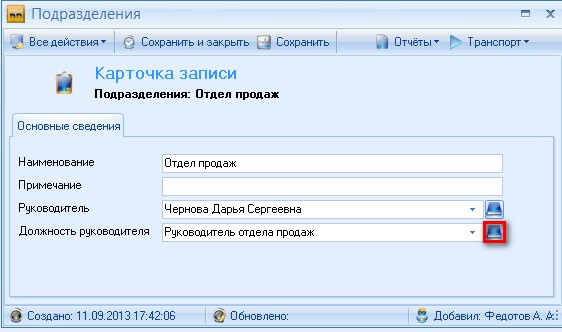 Подразделения
Все действия Сохранить и закрыть Сохранить Отчёты Транспорт
Карточка записи
Подразделения: Отдел продаж
Основные сведения
Наименование Отдел продаж
Примечание
Руководитель Чернова Дарья Сергеевна
Должность руководителя Руководитель отдела продаж
Создано: 11.09.2013 17:42:06 Обновлено: Добавил: Федотов А. А.